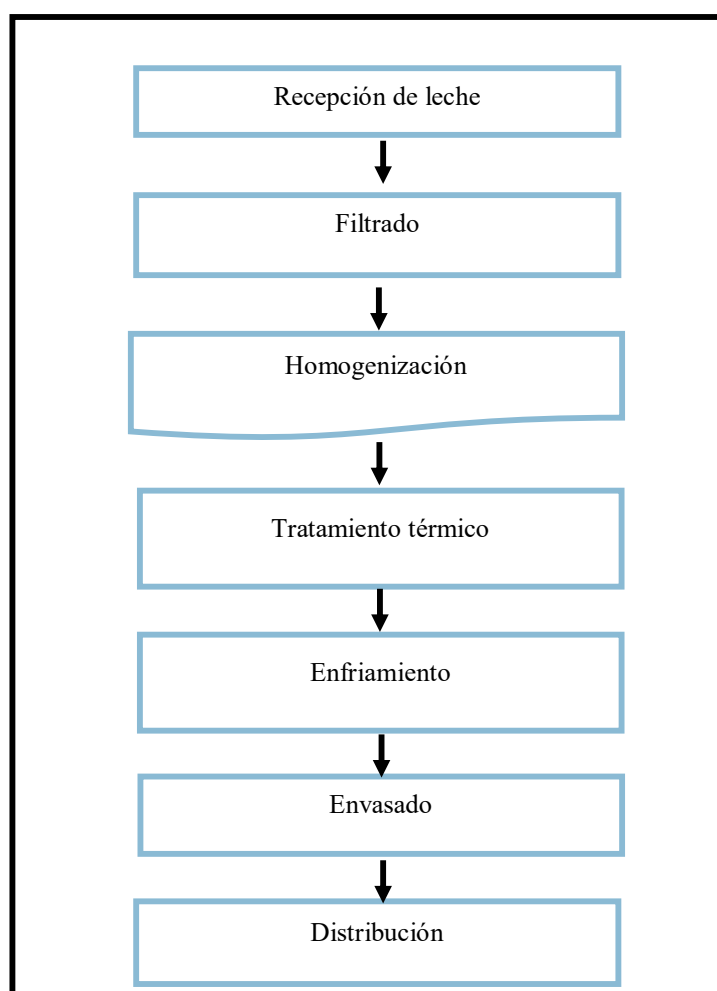 Recepción de leche
Filtrado
Homogenización
Tratamiento térmico
Enfriamiento
Envasado
Distribución